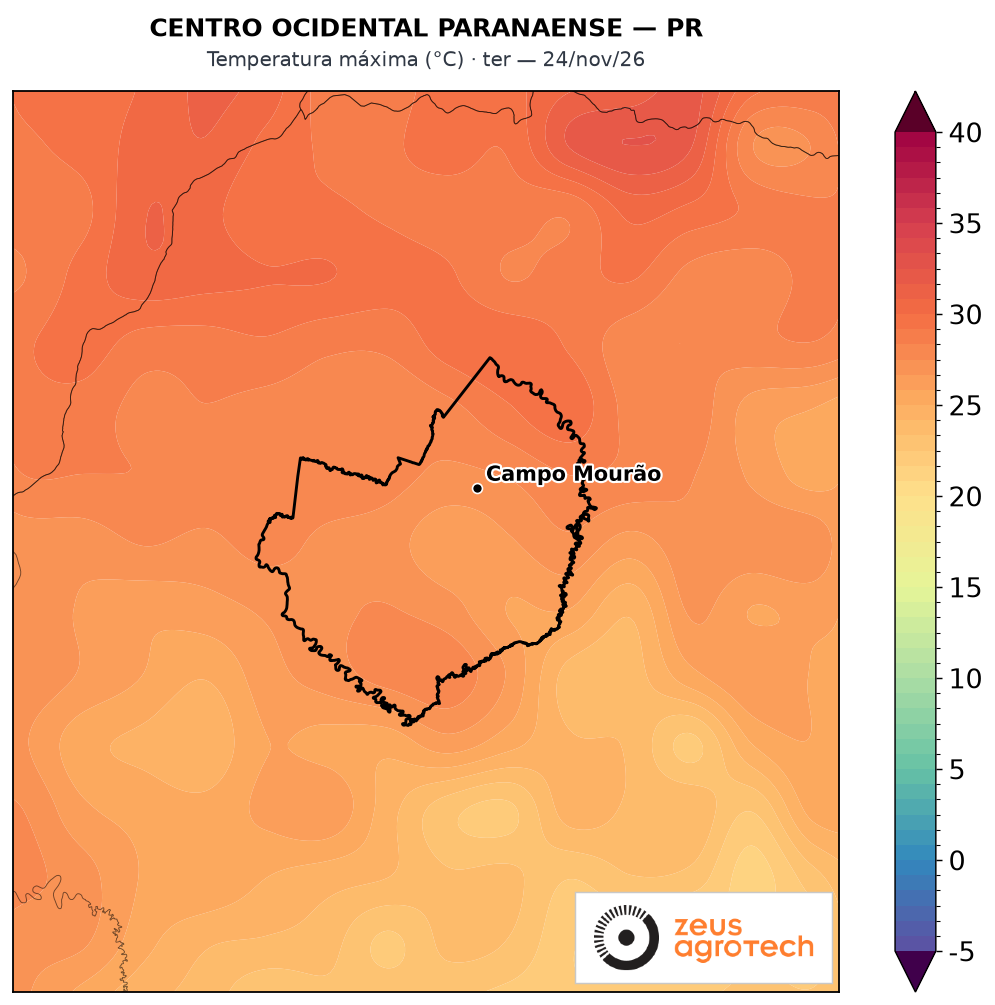 CENTRO OCIDENTAL PARANAENSE — PR
Temperatura máxima (°C) · ter — 24/nov/26
40
35
30
25
20
15
10
5
0
-5
Campo Mourão
zeus
agrotech